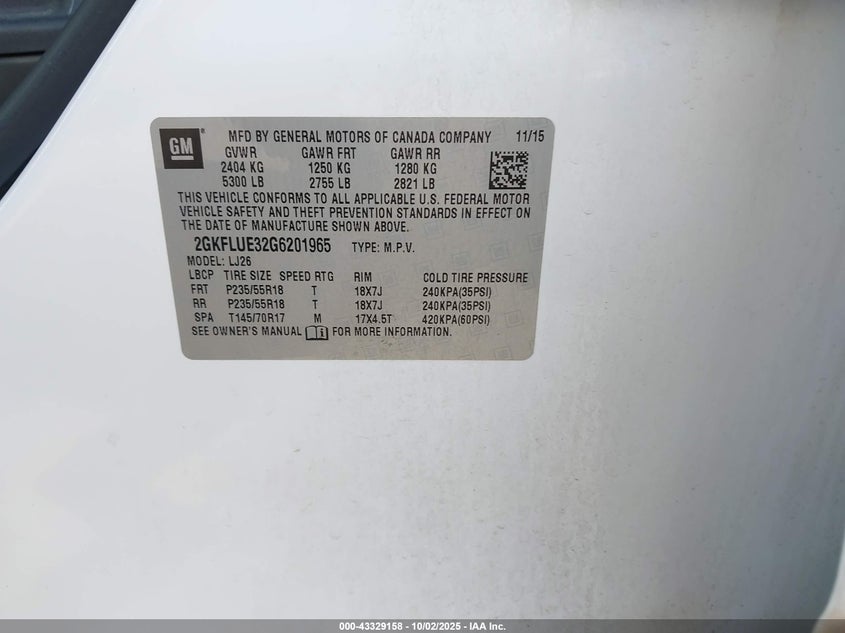 GM
MFD BY GENERAL MOTORS OF CANADA COMPANY 11/15
GVWR GAWR FRT GAWR RR
2404 KG 1250 KG 1280 KG
5300 LB 2755 LB 2821 LB
THIS VEHICLE CONFORMS TO ALL APPLICABLE U.S. FEDERAL MOTOR
VEHICLE SAFETY AND THEFT PREVENTION STANDARDS IN EFFECT ON
THE DATE OF MANUFACTURE SHOWN ABOVE.
2GKFLUE32G6201965 TYPE: M.P.V.
MODEL: LJ26
LBCP TIRE SIZE SPEED RTG RIM COLD TIRE PRESSURE
FRT P235/55R18 T 18X7J 240KPA(35PSI)
RR P235/55R18 T 18X7J 240KPA(35PSI)
SPA T145/70R17 M 17X4.5T 420KPA(60PSI)
SEE OWNER'S MANUAL FOR MORE INFORMATION.
000-43329158 - 10/02/2025 - IAA Inc.